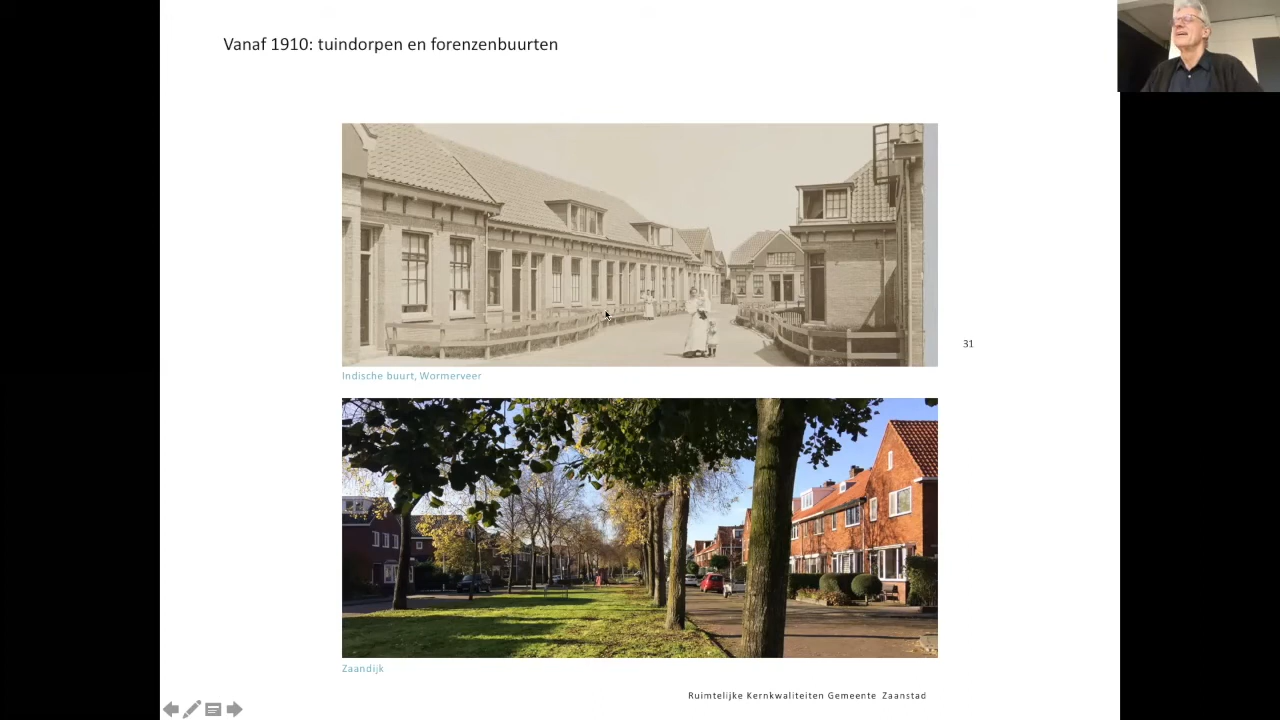 Vanaf 1910: tuindorpen en forenzenbuurten
31
Indische buurt, Wormerveer
Zaandijk
Ruimtelijke Kernkwaliteiten Gemeente Zaanstad